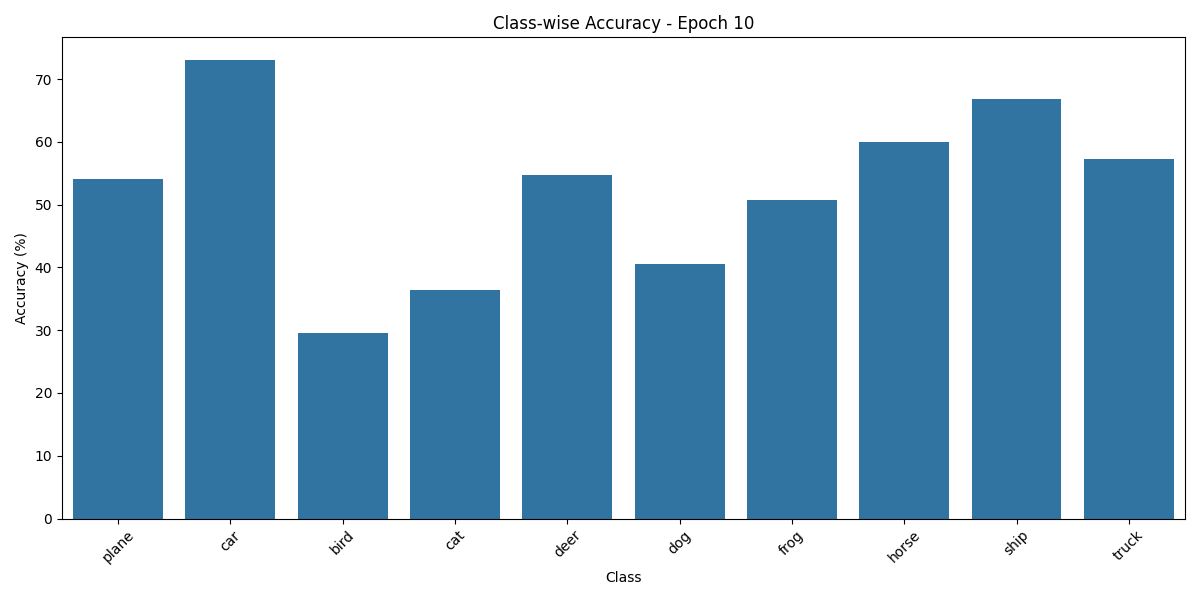 Class-wise Accuracy - Epoch 10
Accuracy (%)
70
60
50
40
30
20
10
0
plane
car
bird
cat
deer
dog
frog
horse
ship
truck
Class